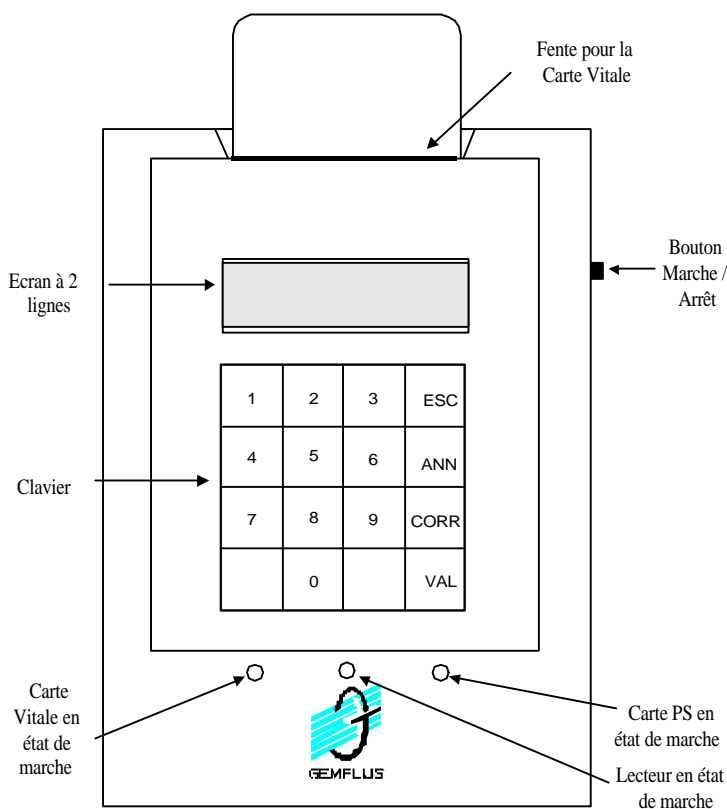 Fente pour la
Carte Vitale
Bouton
Marche /
Arrêt
Ecran à 2
lignes
1 2 3 ESC
4 5 6 ANN
Clavier
7 8 9 CORR
0 VAL
Carte
Vitale en
état de
marche
Carte PS en
état de marche
Lecteur en état
de marche
GEMPLUS